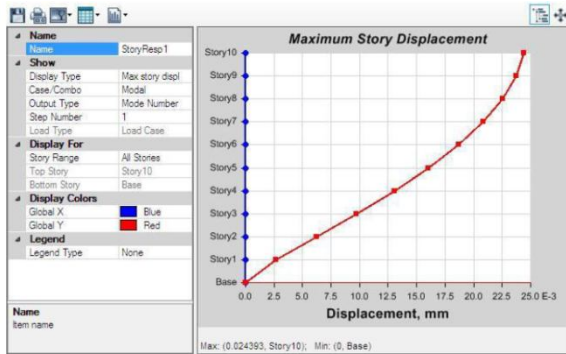 Name
Name StoryResp1
Show
Display Type Max story displ
Case/Combo Modal
Output Type Mode Number
Step Number 1
Load Type Load Case
Display For
Story Range All Stories
Top Story Story10
Bottom Story Base
Display Colors
Global X Blue
Global Y Red
Legend
Legend Type None
Name
Item name
Maximum Story Displacement
Story10
Story9
Story8
Story7
Story6
Story5
Story4
Story3
Story2
Story1
Base
0.0 2.5 5.0 7.5 10.0 12.5 15.0 17.5 20.0 22.5 25.0 E-3
Displacement, mm
Max: (0.024393, Story10); Min: (0, Base)